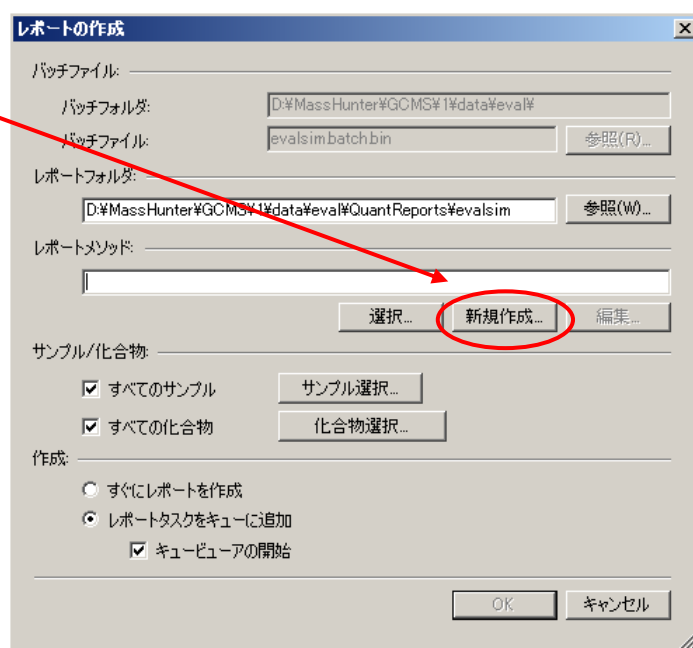 レポートの作成
バッチファイル:
バッチフォルダ: D:¥MassHunter¥GCMS¥1¥data¥eval¥
バッチファイル: evalsim.batch.bin 参照(R)...
レポートフォルダ:
D:¥MassHunter¥GCMS¥1¥data¥eval¥QuantReports¥evalsim 参照(W)...
レポートメソッド:
選択... 新規作成... 編集...
サンプル/化合物:
すべてのサンプル サンプル選択...
すべての化合物 化合物選択...
作成:
すぐにレポートを作成
レポートタスクをキューに追加
キュービューアの開始
OK キャンセル